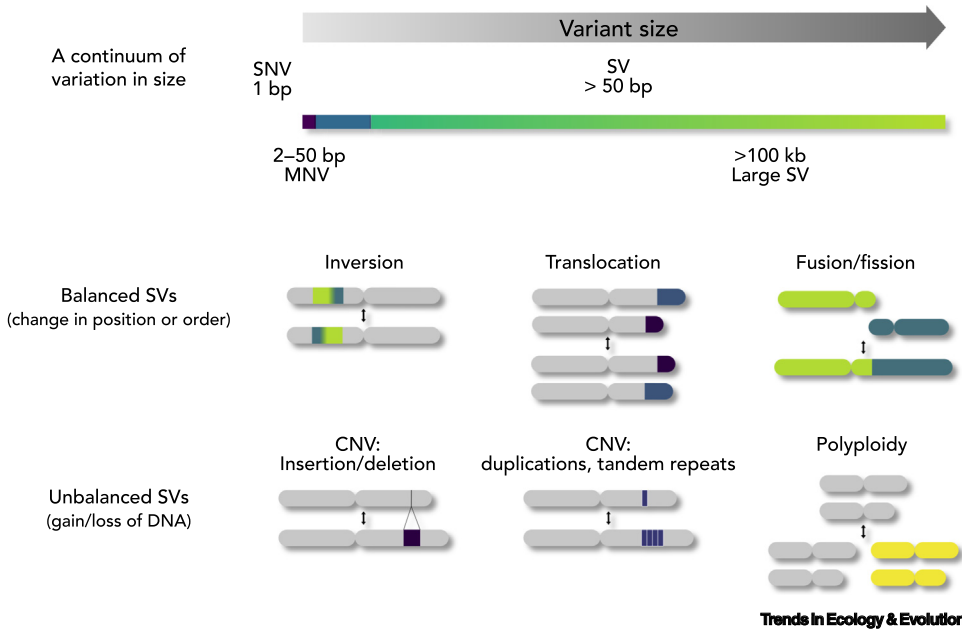 Variant size
A continuum of
variation in size
SNV
1 bp
SV
> 50 bp
2–50 bp
MNV
>100 kb
Large SV
Inversion
Translocation
Fusion/fission
Balanced SVs
(change in position or order)
CNV:
Insertion/deletion
CNV:
duplications, tandem repeats
Polyploidy
Unbalanced SVs
(gain/loss of DNA)
Trends in Ecology & Evolution